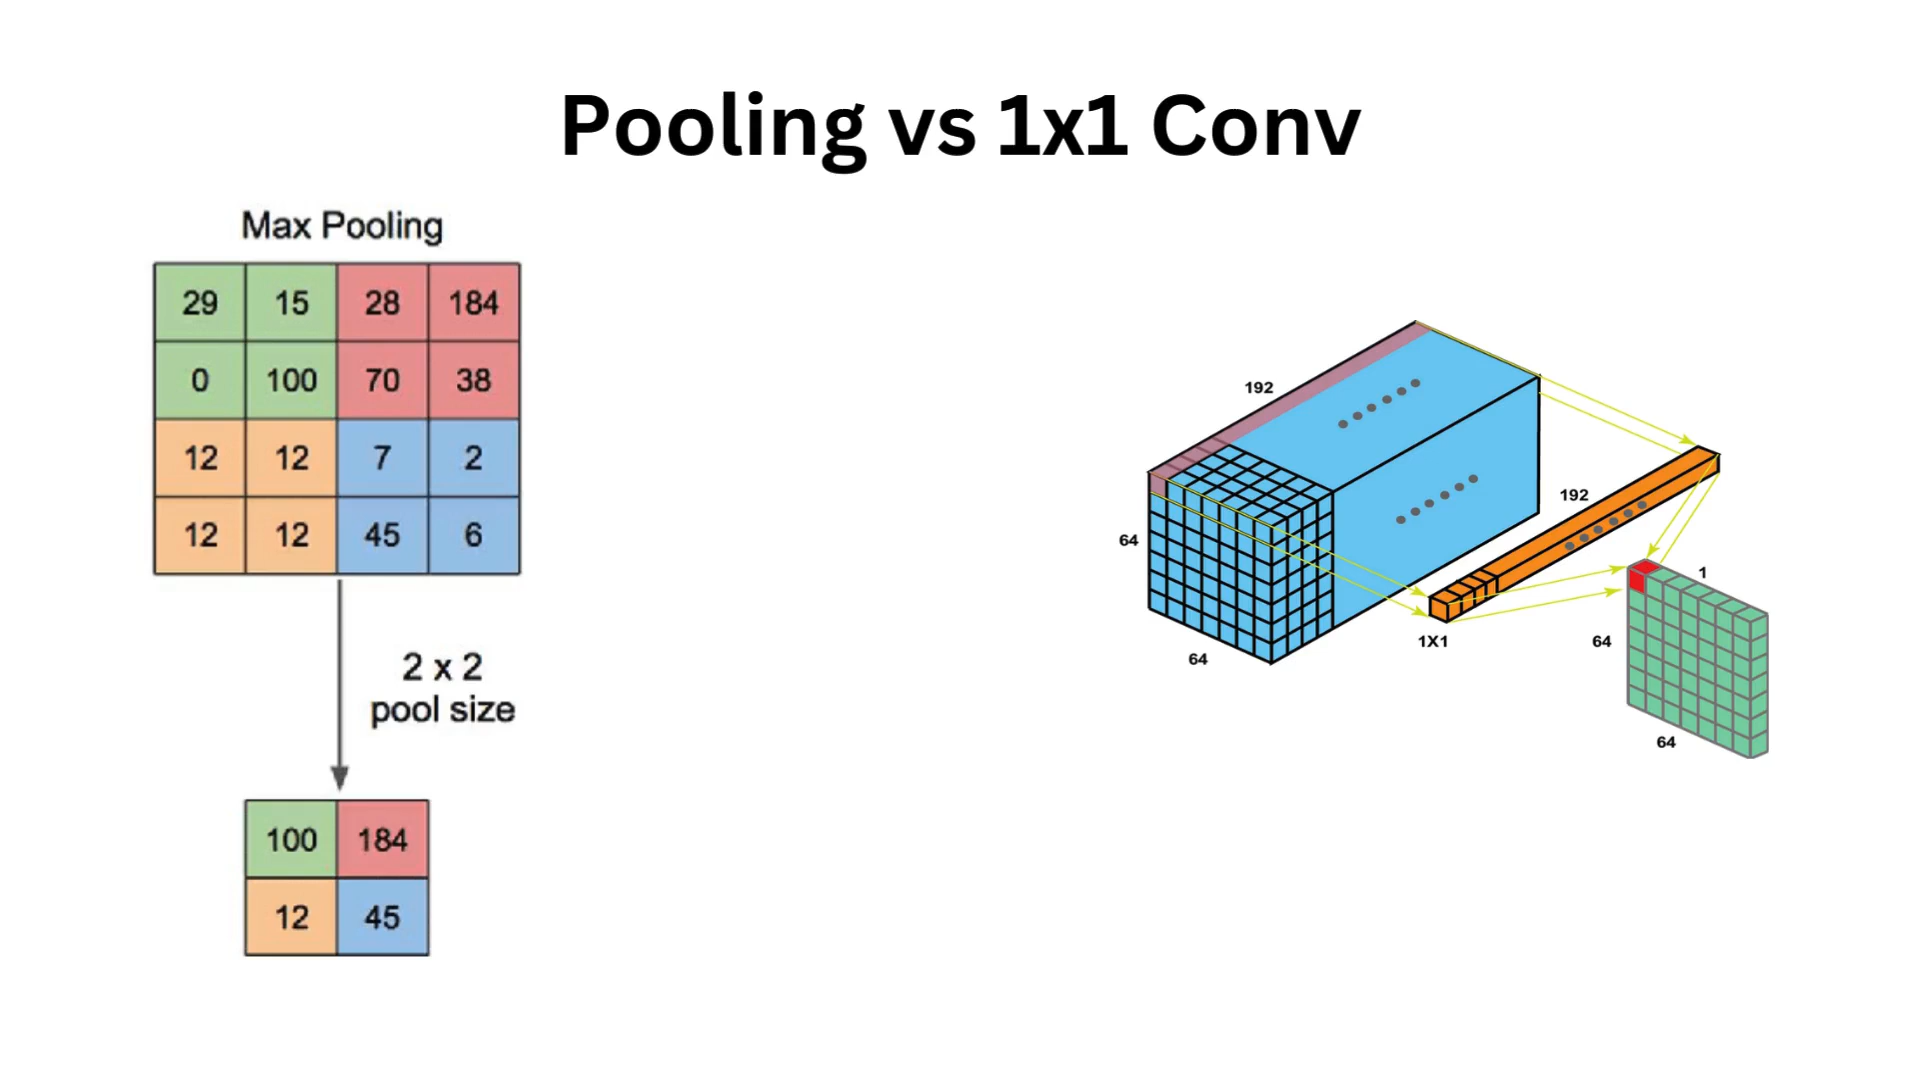 Pooling vs 1x1 Conv
Max Pooling
29 15 28 184
0 100 70 38
12 12 7 2
12 12 45 6
2 x 2
pool size
100 184
12 45
192
64
64
192
1X1
1
64
64